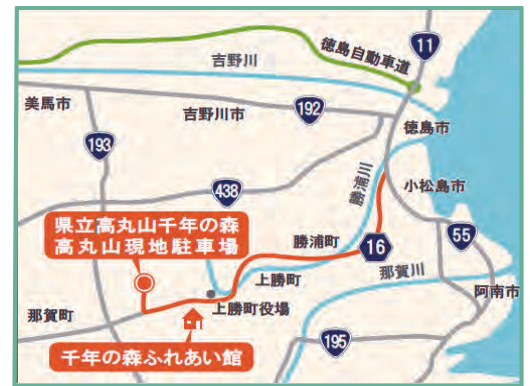 11
徳島自動車道
吉野川
美馬市
吉野川市
192
徳島市
193
勝浦川
438
小松島市
県立高丸山千年の森
高丸山現地駐車場
勝浦町
16
55
那賀川
上勝町
阿南市
那賀町
上勝町役場
195
千年の森ふれあい館